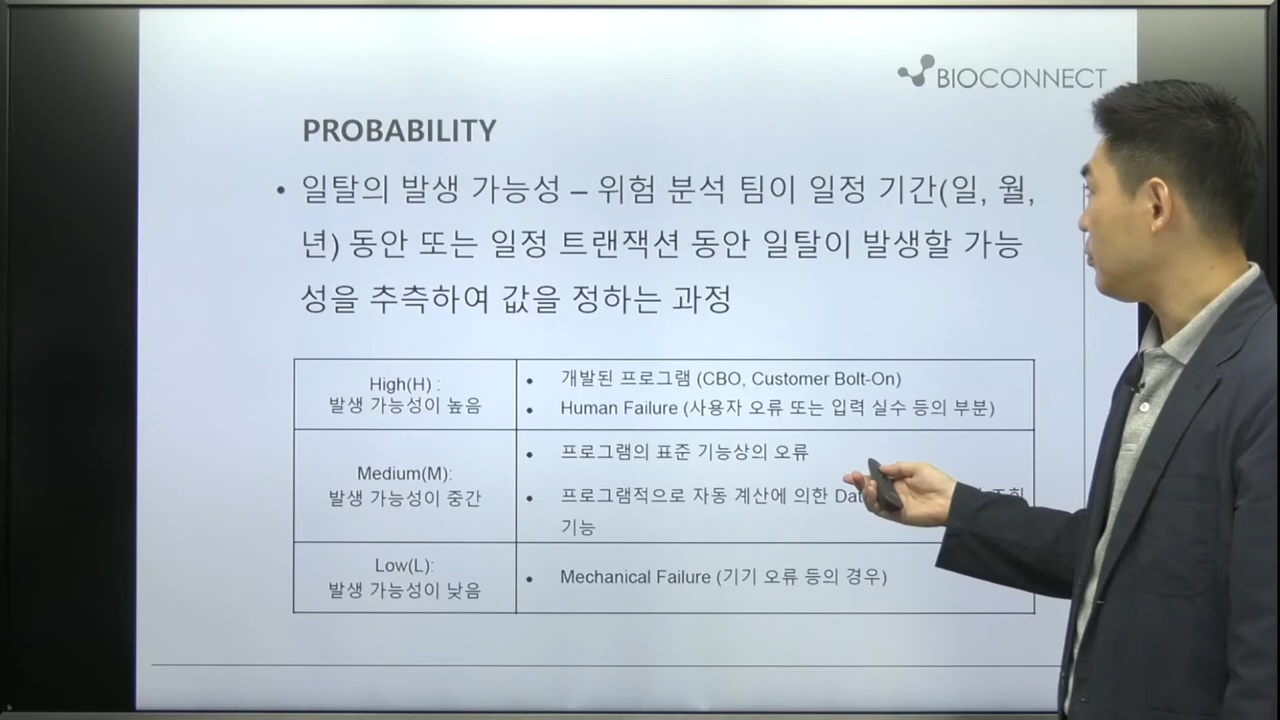 BIOCONNECT
PROBABILITY
• 일탈의 발생 가능성 – 위험 분석 팀이 일정 기간(일, 월,
년) 동안 또는 일정 트랜잭션 동안 일탈이 발생할 가능
성을 추측하여 값을 정하는 과정
High(H) :
발생 가능성이 높음
• 개발된 프로그램 (CBO, Customer Bolt-On)
• Human Failure (사용자 오류 또는 입력 실수 등의 부분)
Medium(M):
발생 가능성이 중간
• 프로그램의 표준 기능상의 오류
• 프로그램적으로 자동 계산에 의한 조회
기능
Low(L):
발생 가능성이 낮음
• Mechanical Failure (기기 오류 등의 경우)